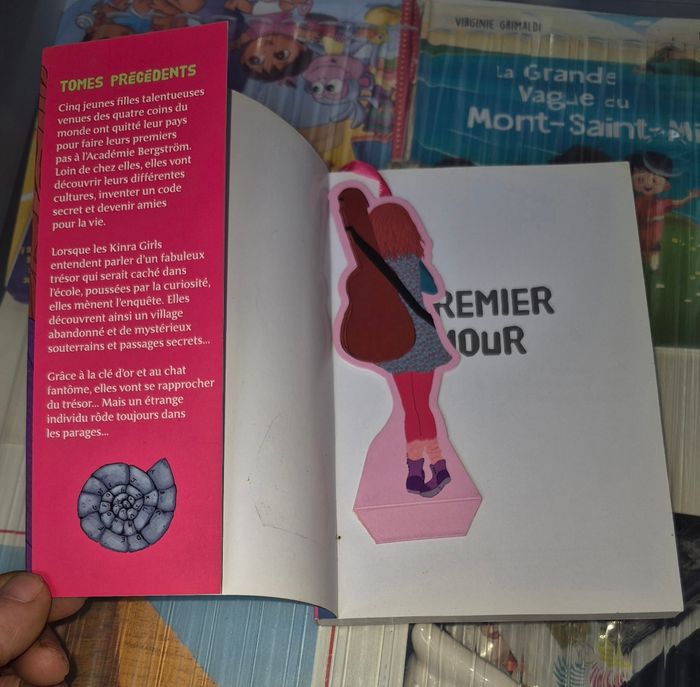 TOMES PRÉCÉDENTS
Cinq jeunes filles talentueuses
venues des quatre coins du
monde ont quitté leur pays
pour faire leurs premiers
pas à l'Académie Bergström.
Loin de chez elles, elles vont
découvrir leurs différentes
cultures, inventer un code
secret et devenir amies
pour la vie.
Lorsque les Kinra Girls
entendent parler d'un fabuleux
trésor qui serait caché dans
l'école, poussées par la curiosité,
elles mènent l'enquête. Elles
découvrent ainsi un village
abandonné et de mystérieux
souterrains et passages secrets...
Grâce à la clé d'or et au chat
fantôme, elles vont se rapprocher
du trésor... Mais un étrange
individu rôde toujours dans
les parages...
REMIER
MOUR
VIRGINIE GRIMALDI
La Grande
Vague du
Mont-Saint-Mi